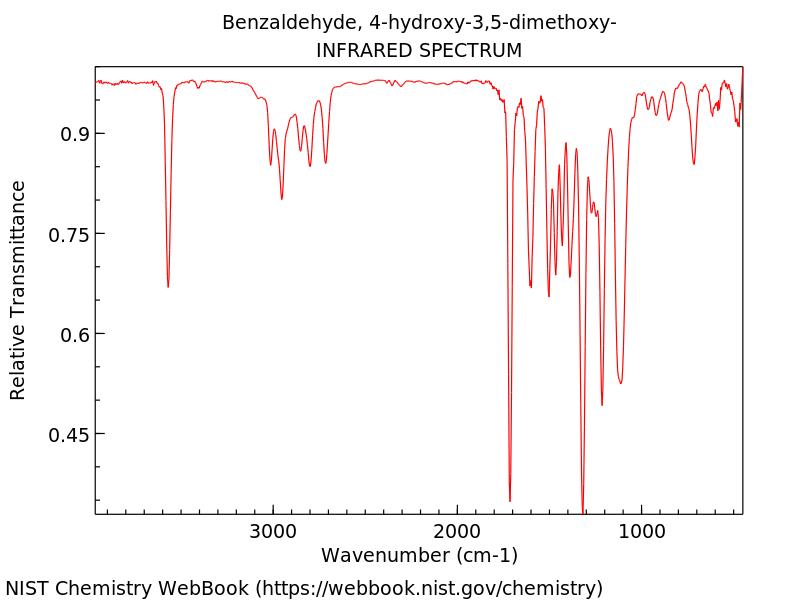 Benzaldehyde, 4-hydroxy-3,5-dimethoxy-
INFRARED SPECTRUM
Relative Transmittance
0.9
0.75
0.6
0.45
3000 2000 1000
Wavenumber (cm-1)
NIST Chemistry WebBook (https://webbook.nist.gov/chemistry)